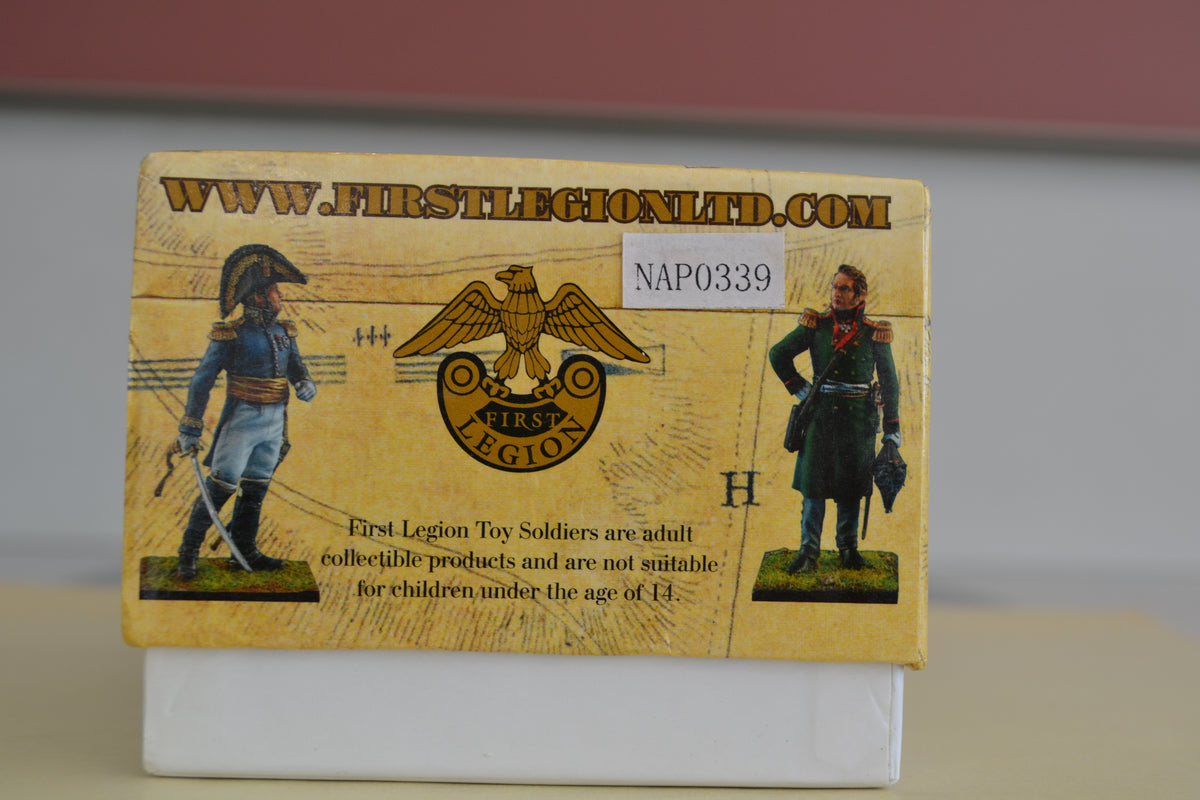 WWW.FIRSTLEGIONLTD.COM
NAP0339
FIRST
LEGION
H
First Legion Toy Soldiers are adult
collectible products and are not suitable
for children under the age of 14.